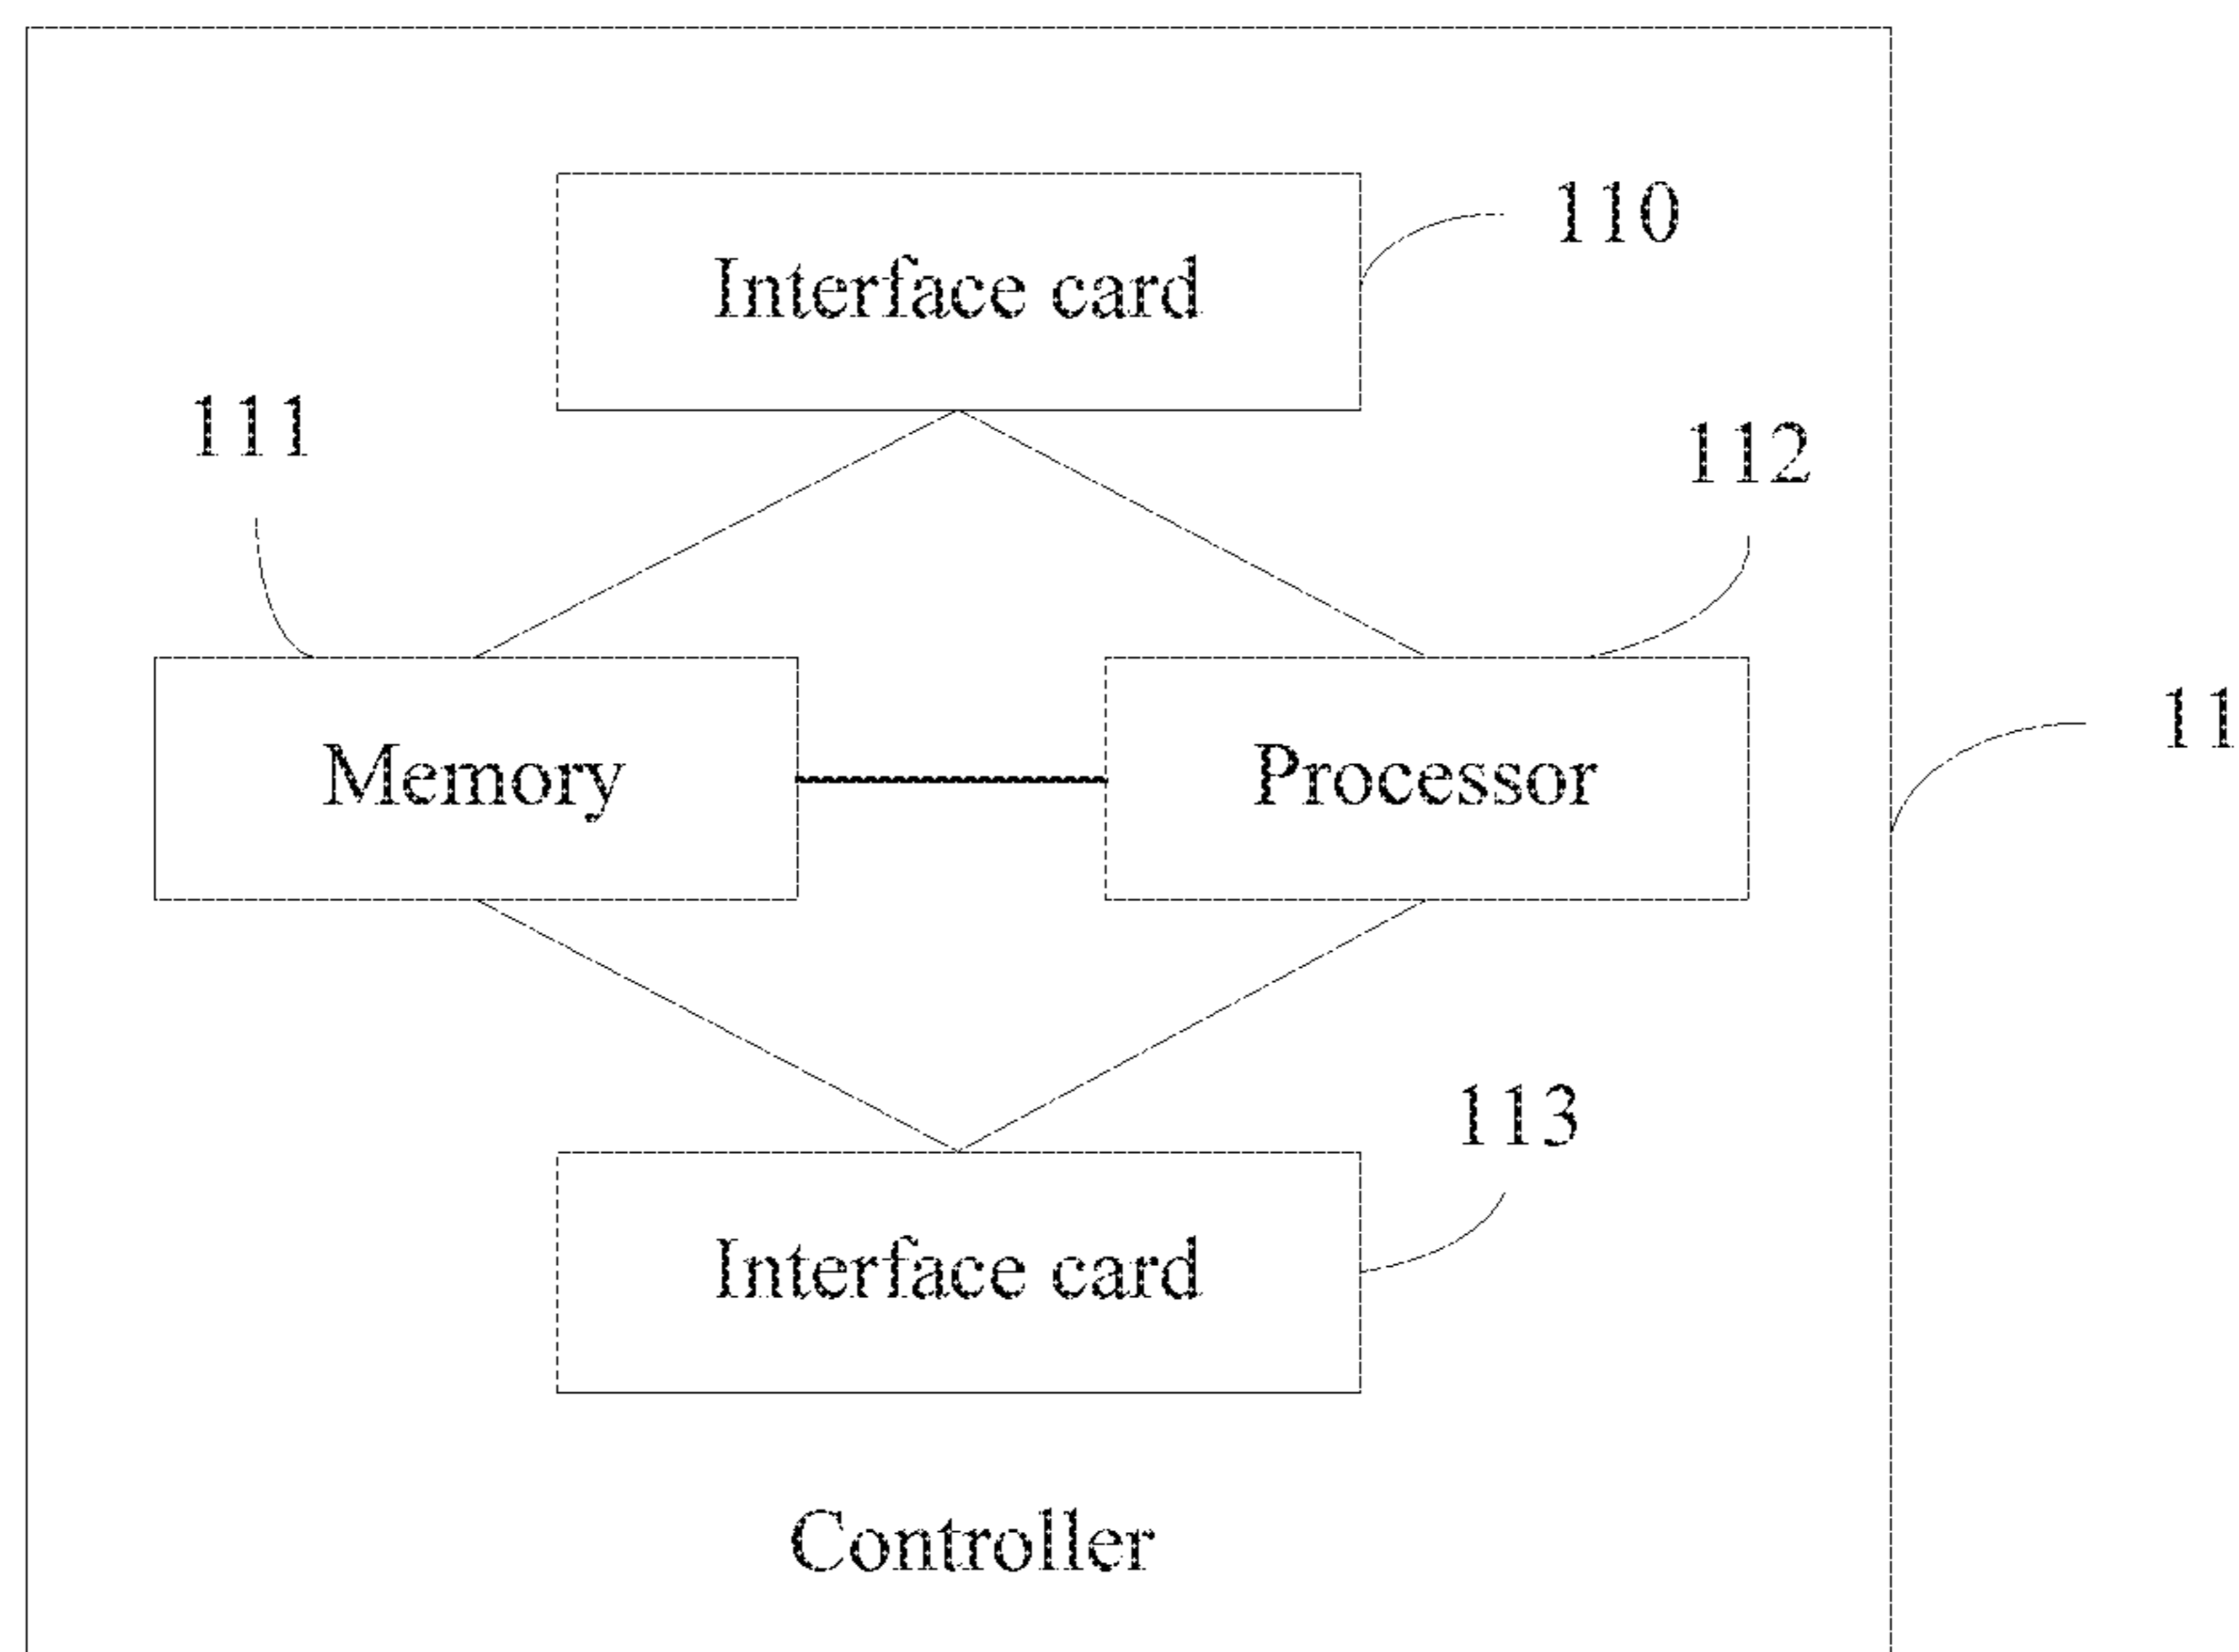 110
Interface card
111
112
11
Memory
Processor
113
Interface card
Controller